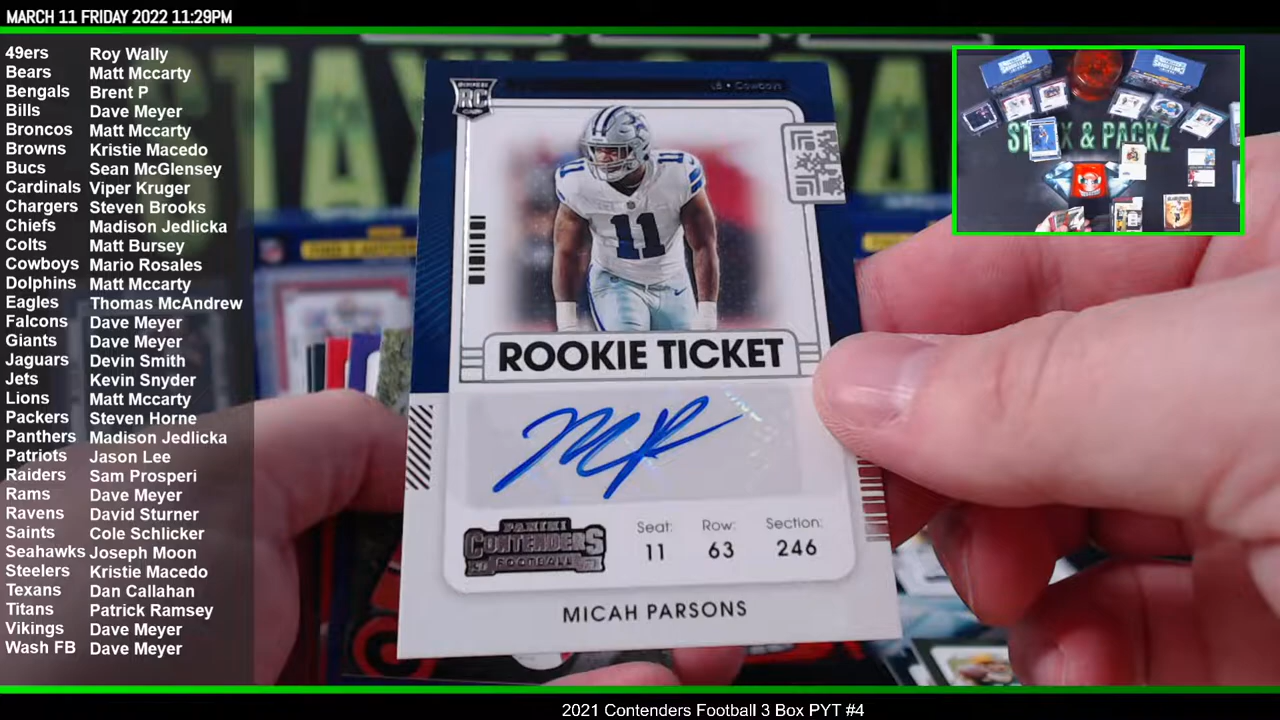 MARCH 11 FRIDAY 2022 11:29PM
49ers Roy Wally
Bears Matt Mccarty
Bengals Brent P
Bills Dave Meyer
Broncos Matt Mccarty
Browns Kristie Macedo
Bucs Sean McGlensey
Cardinals Viper Kruger
Chargers Steven Brooks
Chiefs Madison Jedlicka
Colts Matt Bursey
Cowboys Mario Rosales
Dolphins Matt Mccarty
Eagles Thomas McAndrew
Falcons Dave Meyer
Giants Dave Meyer
Jaguars Devin Smith
Jets Kevin Snyder
Lions Matt Mccarty
Packers Steven Horne
Panthers Madison Jedlicka
Patriots Jason Lee
Raiders Sam Prosperi
Rams Dave Meyer
Ravens David Sturner
Saints Cole Schlicker
Seahawks Joseph Moon
Steelers Kristie Macedo
Texans Dan Callahan
Titans Patrick Ramsey
Vikings Dave Meyer
Wash FB Dave Meyer
RC
LB • Cowboys
11
11
11
ROOKIE TICKET
PANINI
CONTENDERS
FOOTBALL
Seat: Row: Section:
11 63 246
MICAH PARSONS
& PACKZ
2021 Contenders Football 3 Box PYT #4